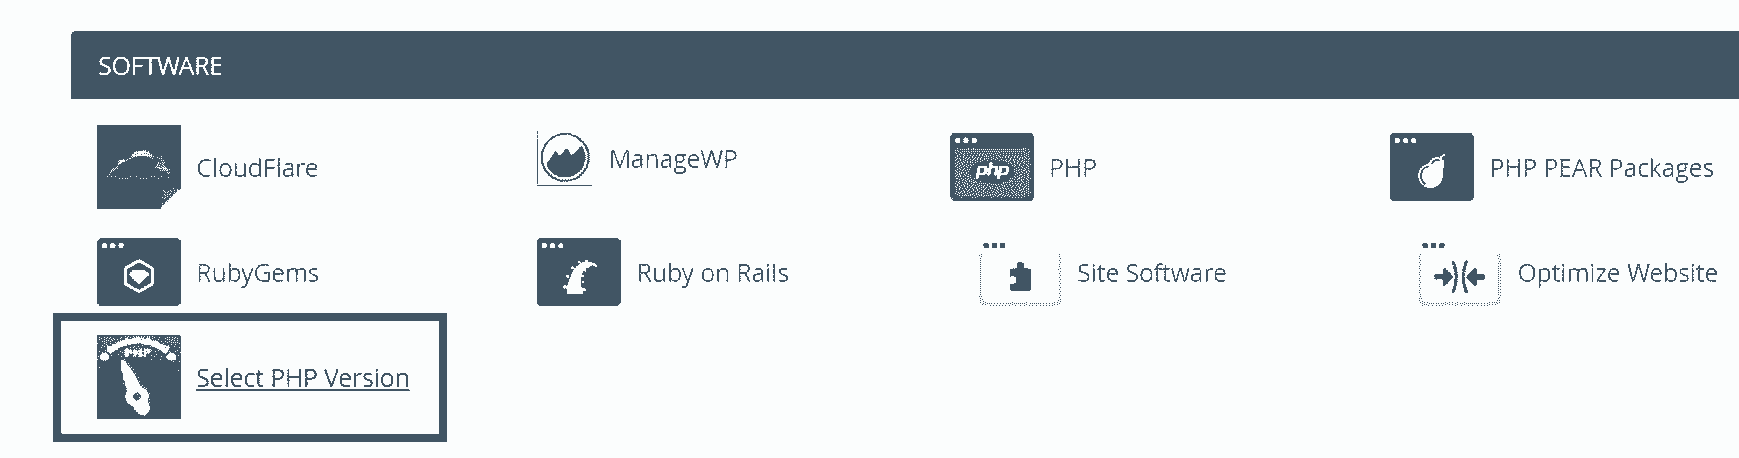 SOFTWARE
CloudFlare
ManageWP
php
PHP
PHP PEAR Packages
RubyGems
Ruby on Rails
Site Software
Optimize Website
PHP
Select PHP Version